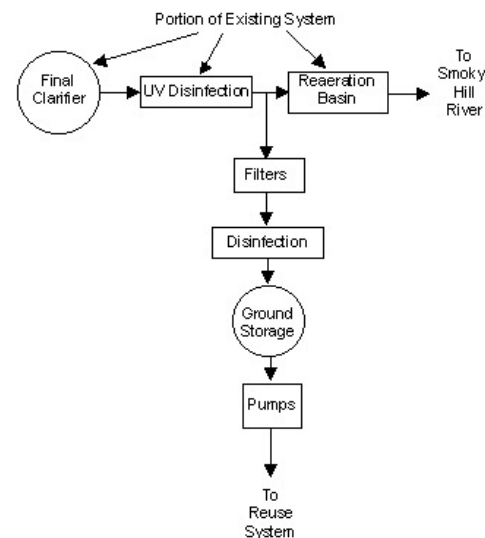 Portion of Existing System
Final
Clarifier
UV Disinfection
Reaeration
Basin
To
Smoky
Hill
River
Filters
Disinfection
Ground
Storage
Pumps
To
Reuse
System